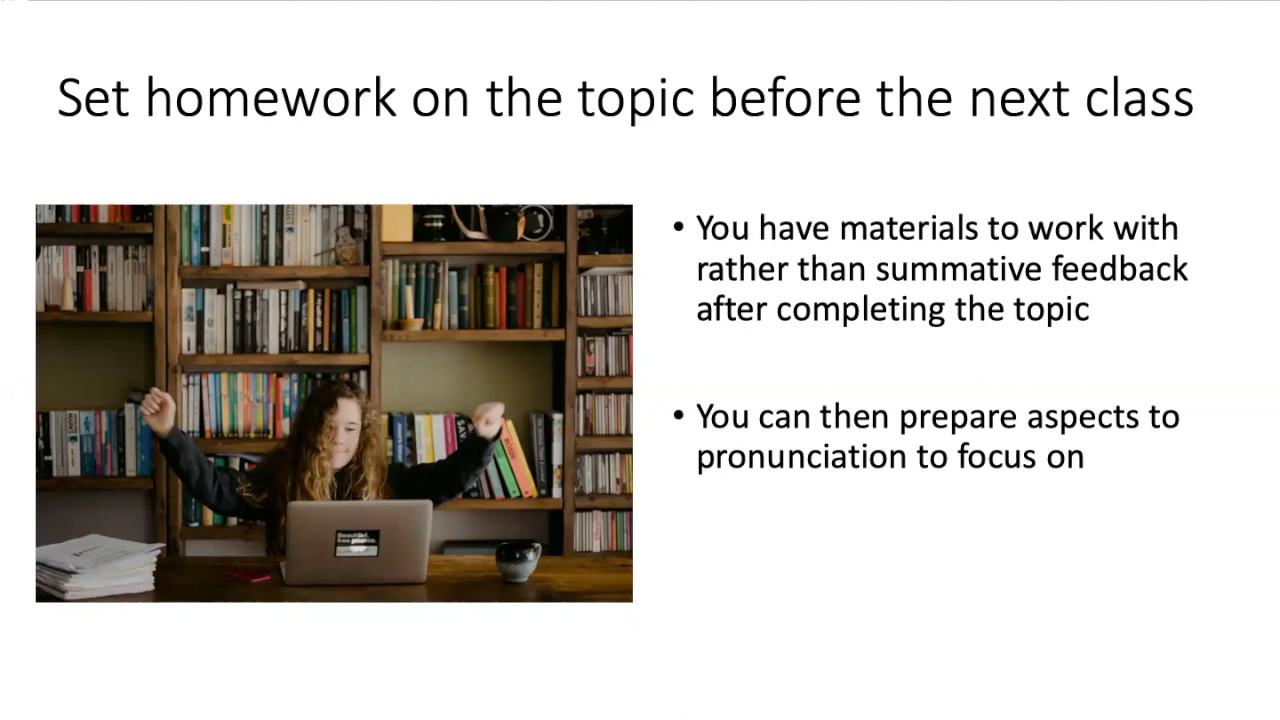 Set homework on the topic before the next class
• You have materials to work with
rather than summative feedback
after completing the topic
• You can then prepare aspects to
pronunciation to focus on